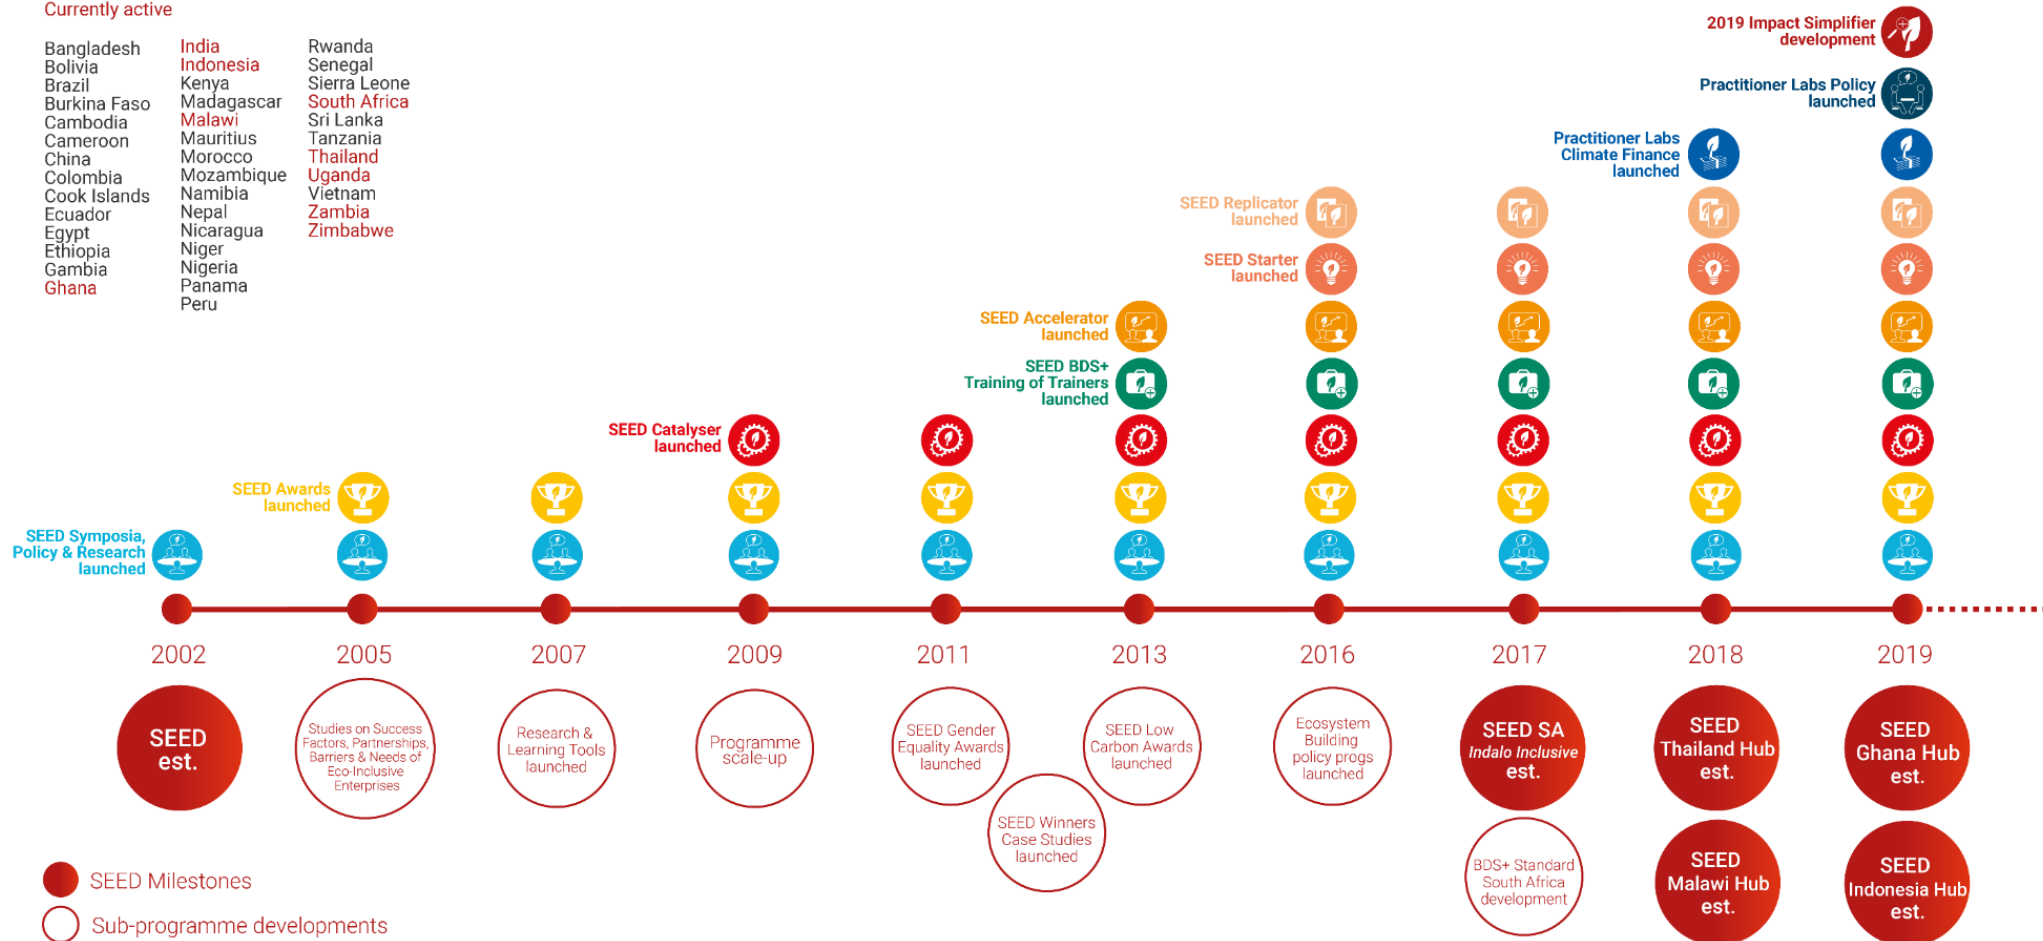 Currently active
Bangladesh
Bolivia
Brazil
Burkina Faso
Cambodia
Cameroon
China
Colombia
Cook Islands
Ecuador
Egypt
Ethiopia
Gambia
Ghana
India
Indonesia
Kenya
Madagascar
Malawi
Mauritius
Morocco
Mozambique
Namibia
Nepal
Nicaragua
Niger
Nigeria
Panama
Peru
Rwanda
Senegal
Sierra Leone
South Africa
Sri Lanka
Tanzania
Thailand
Uganda
Vietnam
Zambia
Zimbabwe
2019 Impact Simplifier
development
Practitioner Labs Policy
launched
Practitioner Labs
Climate Finance
launched
SEED Replicator
launched
SEED Starter
launched
SEED Accelerator
launched
SEED BDS+
Training of Trainers
launched
SEED Catalyser
launched
SEED Awards
launched
SEED Symposia,
Policy & Research
launched
2002
2005
2007
2009
2011
2013
2016
2017
2018
2019
SEED
est.
Studies on Success
Factors, Partnerships,
Barriers & Needs of
Eco-Inclusive
Enterprises
Research &
Learning Tools
launched
Programme
scale-up
SEED Gender
Equality Awards
launched
SEED Winners
Case Studies
launched
SEED Low
Carbon Awards
launched
Ecosystem
Building
policy progs
launched
SEED SA
Indalo Inclusive
est.
BDS+ Standard
South Africa
development
SEED
Thailand Hub
est.
SEED
Malawi Hub
est.
SEED
Ghana Hub
est.
SEED
Indonesia Hub
est.
SEED Milestones
Sub-programme developments